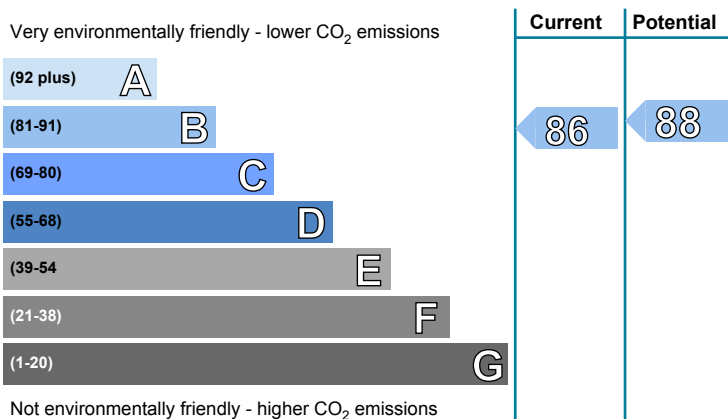 Current Potential
Very environmentally friendly - lower CO2 emissions
(92 plus) A
(81-91) B
86 88
(69-80) C
(55-68) D
(39-54 E
(21-38) F
(1-20) G
Not environmentally friendly - higher CO2 emissions